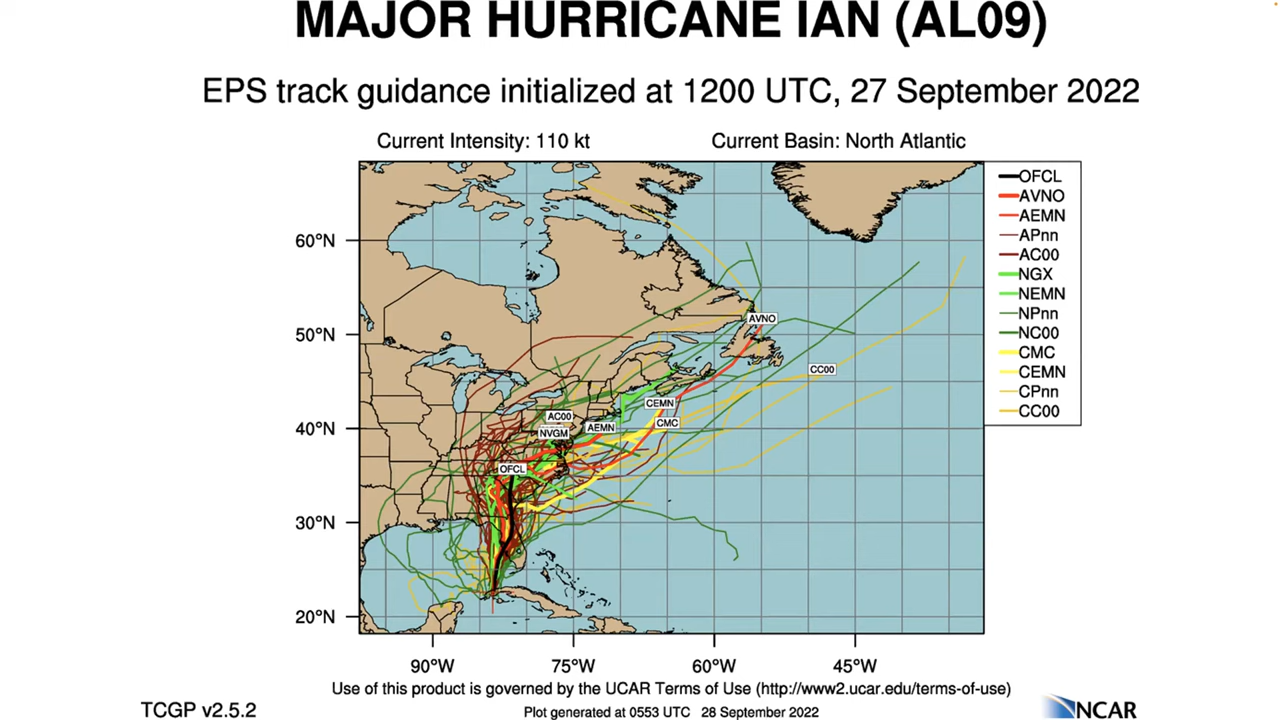 MAJOR HURRICANE IAN (AL09)
EPS track guidance initialized at 1200 UTC, 27 September 2022
Current Intensity: 110 kt
Current Basin: North Atlantic
OFCL
AVNO
AEMN
APnn
AC00
NGX
NEMN
NPnn
NC00
CMC
CEMN
CPnn
CC00
60°N
50°N
40°N
30°N
20°N
AVNO
CC00
CEMN
AC00
CMC
AEMN
NVGM
OFCL
90°W
75°W
60°W
45°W
Use of this product is governed by the UCAR Terms of Use (http://www2.ucar.edu/terms-of-use)
TCGP v2.5.2
Plot generated at 0553 UTC 28 September 2022
NCAR